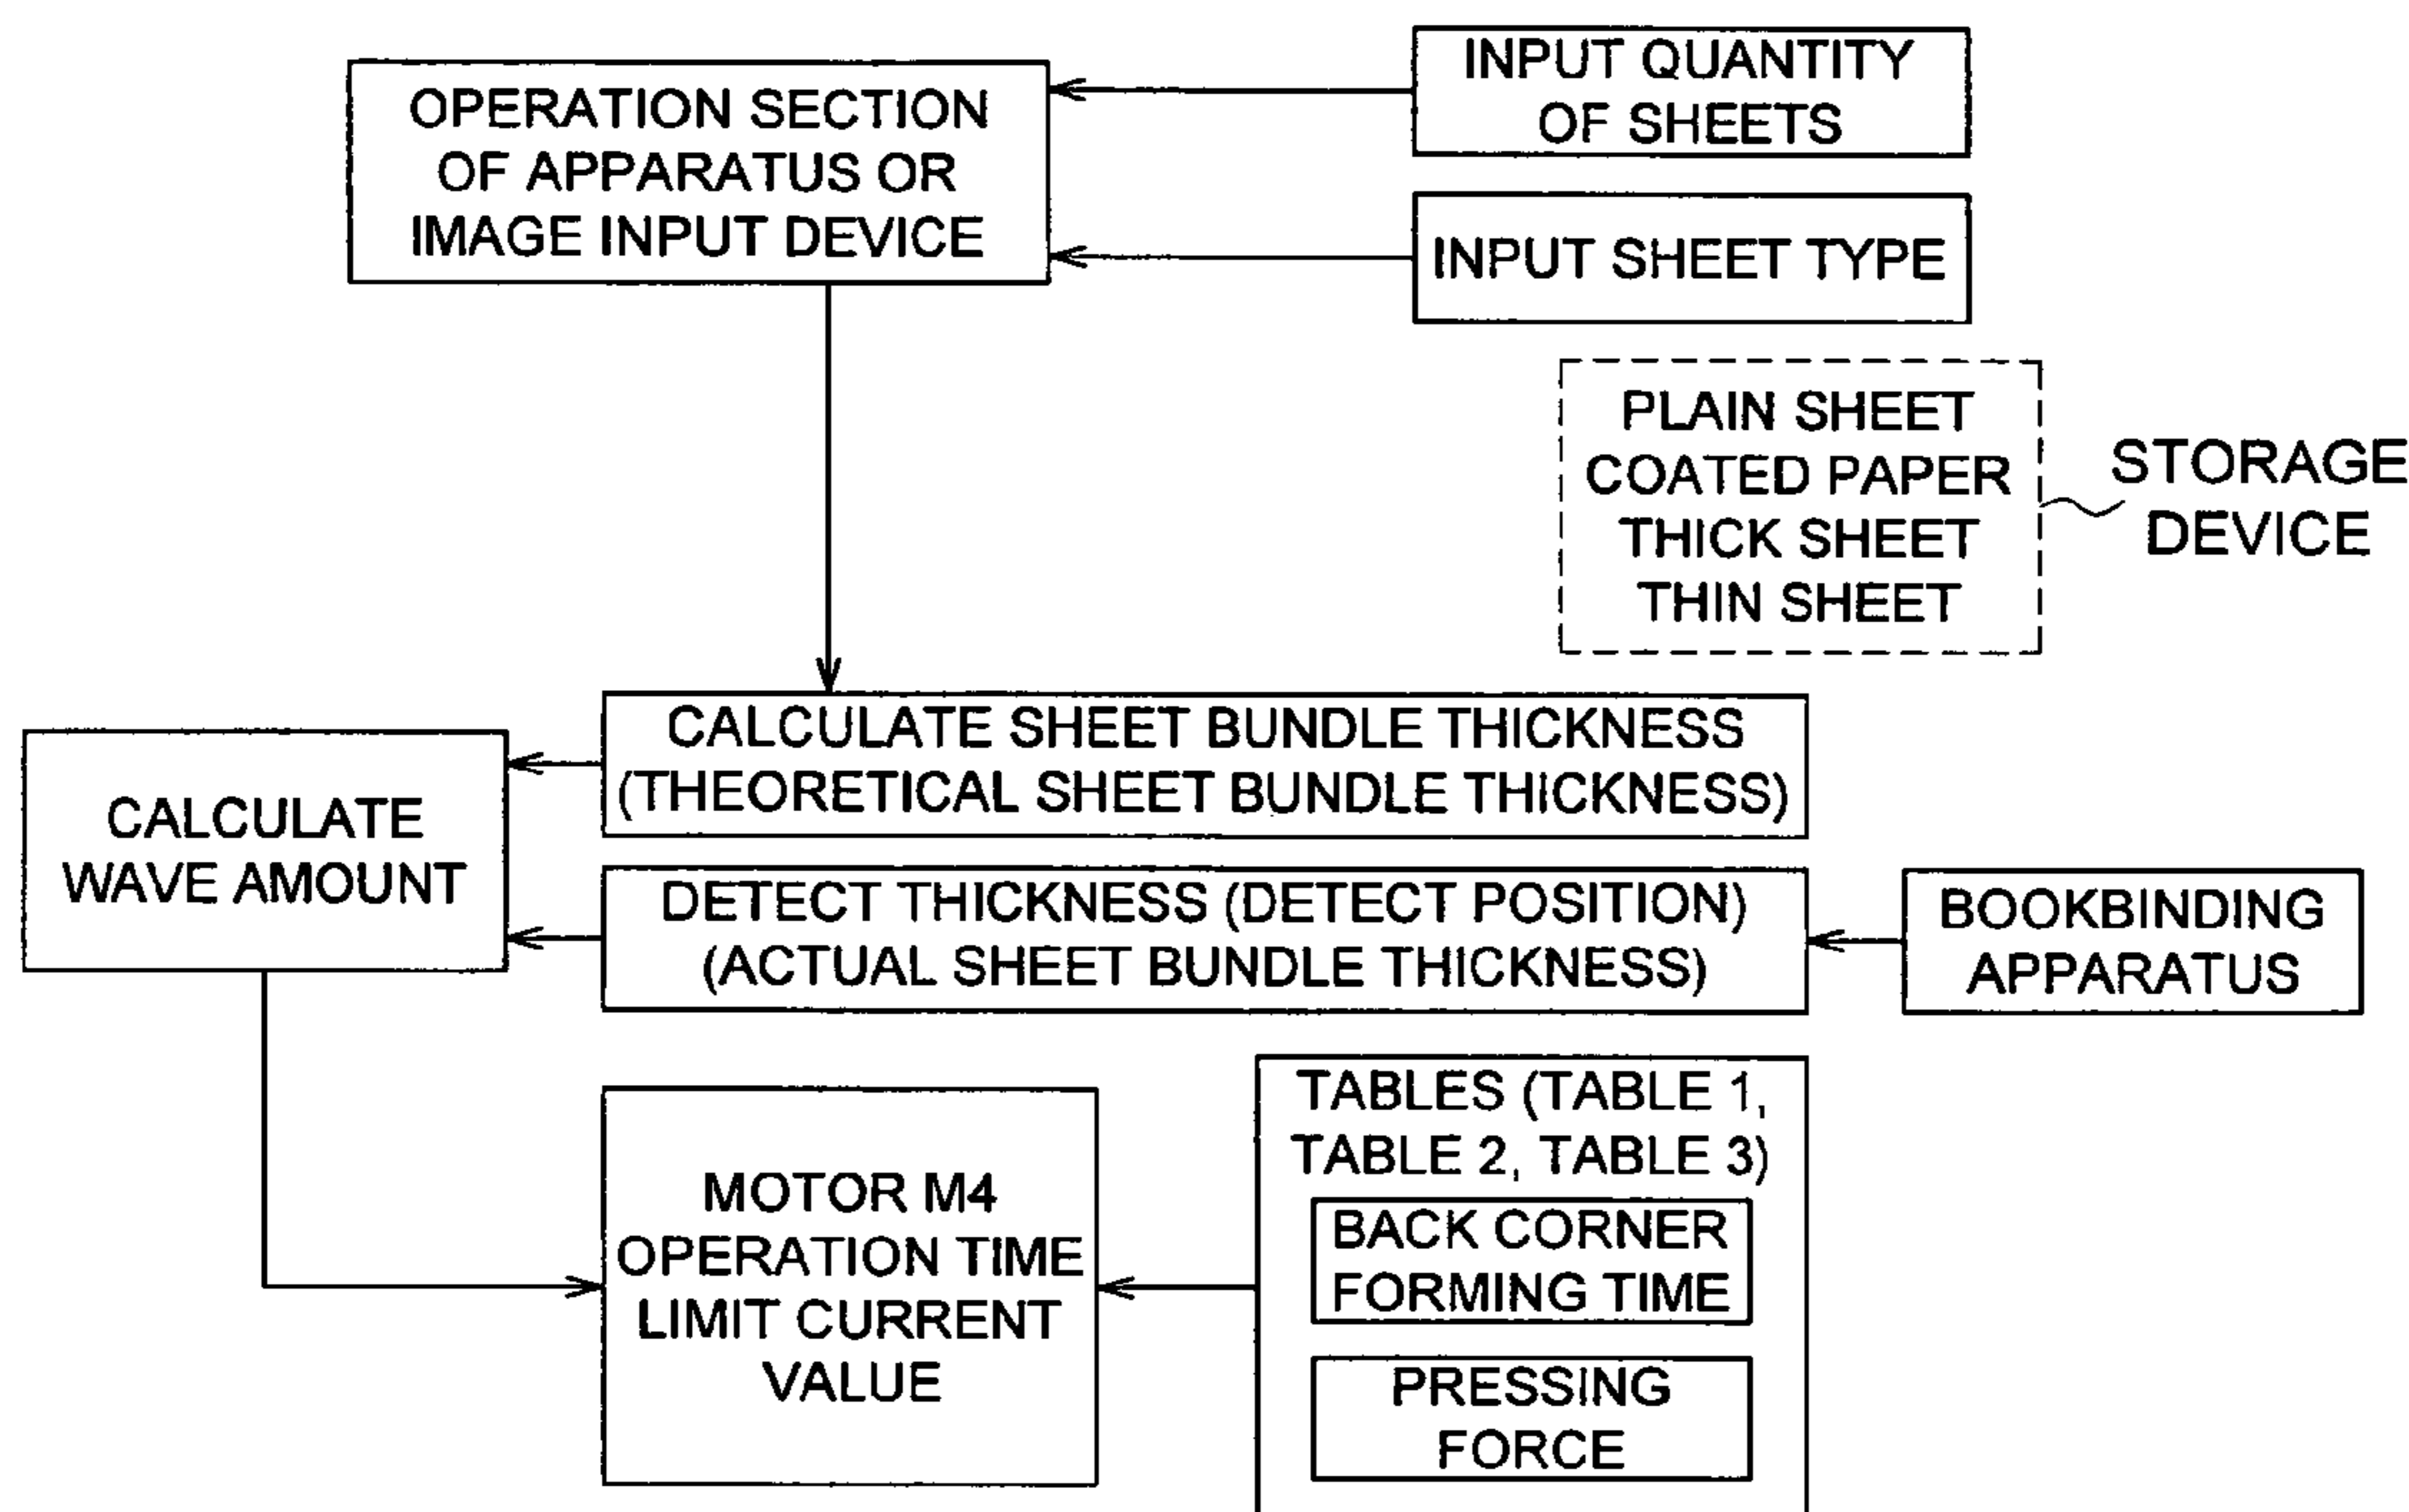 INPUT QUANTITY
OF SHEETS
OPERATION SECTION
OF APPARATUS OR
IMAGE INPUT DEVICE
INPUT SHEET TYPE
PLAIN SHEET
COATED PAPER
THICK SHEET
THIN SHEET
STORAGE
DEVICE
CALCULATE SHEET BUNDLE THICKNESS
(THEORETICAL SHEET BUNDLE THICKNESS)
CALCULATE
WAVE AMOUNT
DETECT THICKNESS (DETECT POSITION)
(ACTUAL SHEET BUNDLE THICKNESS)
BOOKBINDING
APPARATUS
TABLES (TABLE 1,
TABLE 2, TABLE 3)
MOTOR M4
OPERATION TIME
LIMIT CURRENT
VALUE
BACK CORNER
FORMING TIME
PRESSING
FORCE